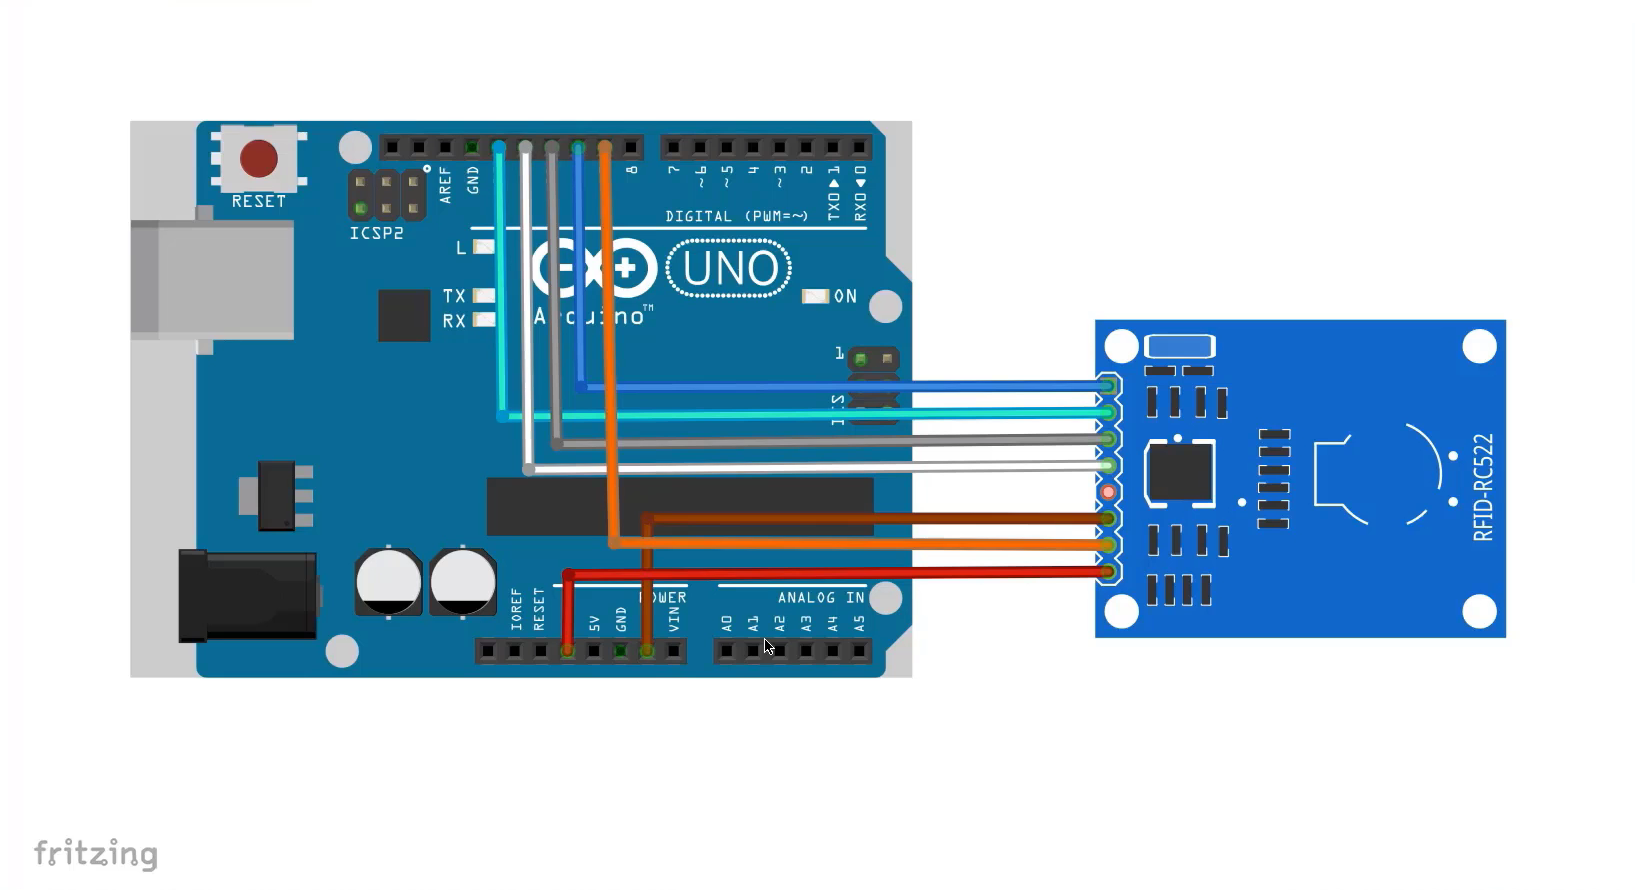 RESET
ICSP2
AREF
GND
8
7
~6
~5
4
~3
2
TX0▶1
RX0◀0
DIGITAL (PWM=~)
L
TX
RX
UNO
ON
Arduino™
1
IOREF
RESET
5V
GND
VIN
POWER
ANALOG IN
A0
A1
A2
A3
A4
A5
RFID-RC522
fritzing